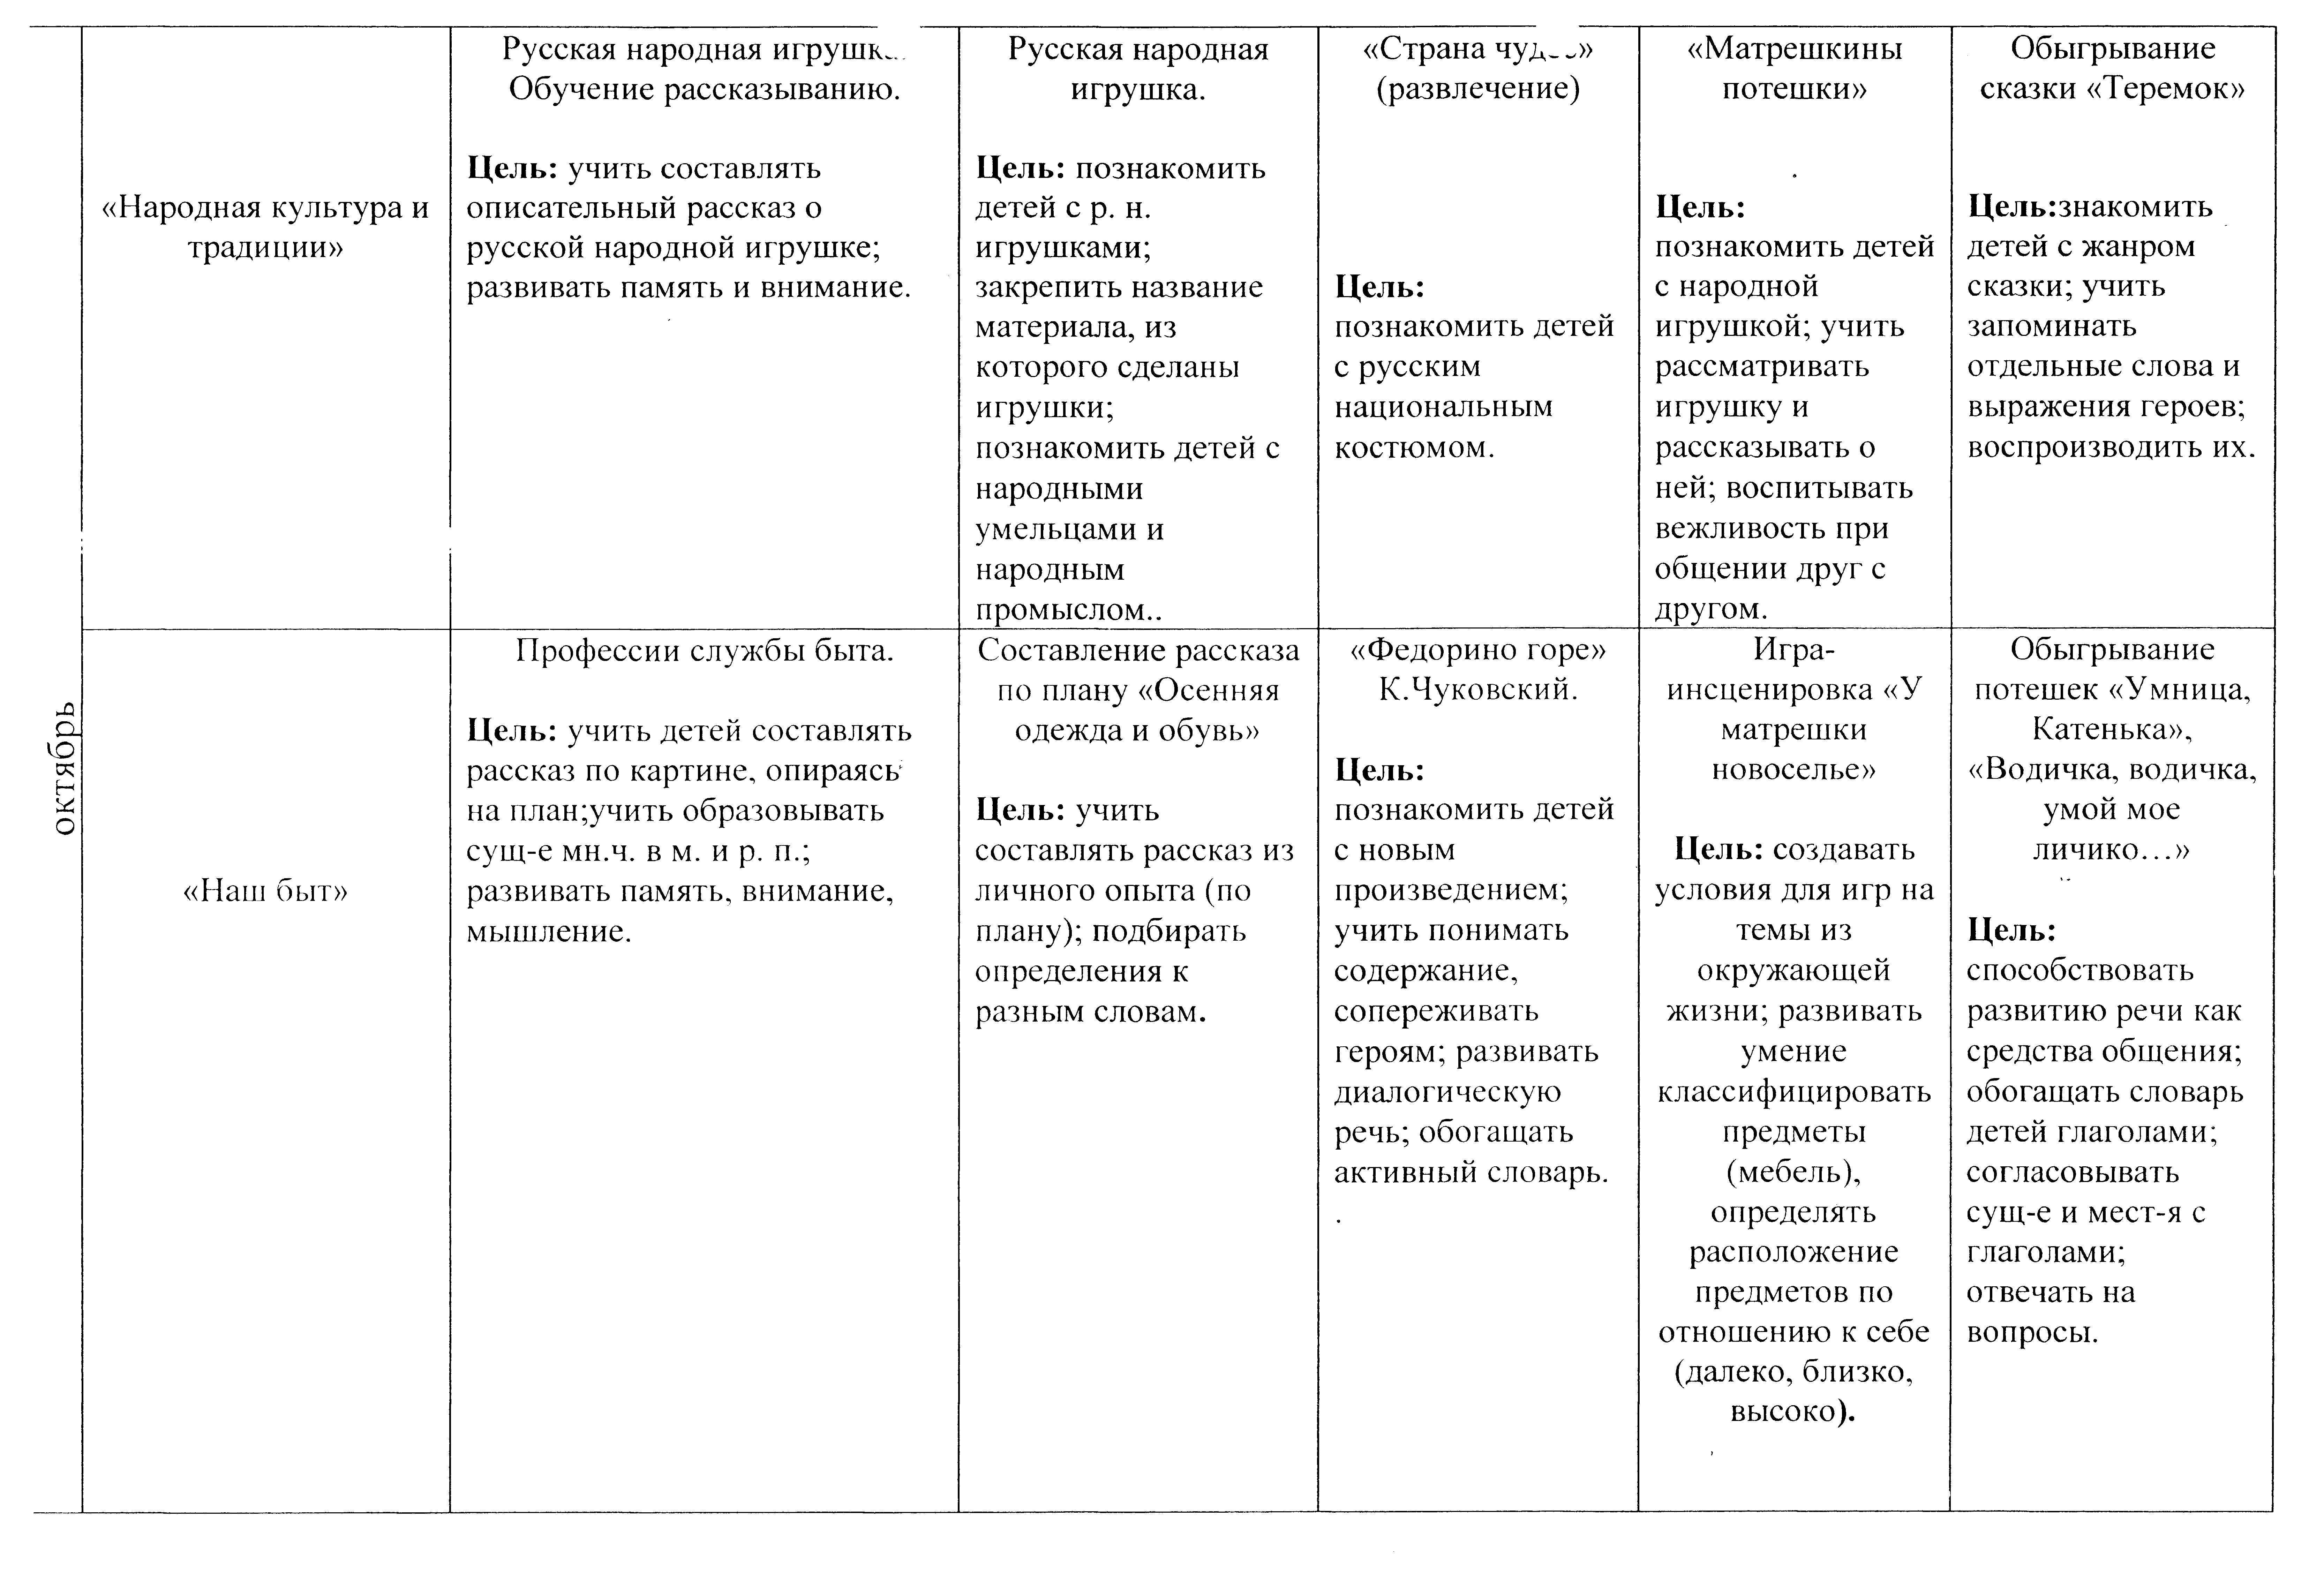 октябрь
«Народная культура и
традиции»
Русская народная
Обучение рассказыванию.
Цель: учить составлять
описательный рассказ о
русской народной игрушке;
развивать память и внимание.
Русская народная
игрушка.
Цель: познакомить
детей с р. н.
игрушками;
закрепить название
материала, из
которого сделаны
игрушки;
познакомить детей с
народными
умельцами и
народным
промыслом..
«Страна
(развлечение)
Цель:
познакомить детей
с русским
национальным
костюмом.
«Матрешкины
потешки»
Цель:
познакомить детей
с народной
игрушкой; учить
рассматривать
игрушку и
рассказывать о
ней; воспитывать
вежливость при
общении друг с
другом.
Обыгрывание
сказки «Теремок»
Цель:знакомить
детей с жанром
сказки; учить
запоминать
отдельные слова и
выражения героев;
воспроизводить их.
«Наш быт»
Профессии службы быта.
Цель: учить детей составлять
рассказ по картине, опираясь
на план;учить образовывать
сущ-е мн.ч. в м. и р. п.;
развивать память, внимание,
мышление.
Составление рассказа
по плану «Осенняя
одежда и обувь»
Цель: учить
составлять рассказ из
личного опыта (по
плану); подбирать
определения к
разным словам.
«Федорино горе»
К.Чуковский.
Цель:
познакомить детей
с новым
произведением;
учить понимать
содержание,
сопереживать
героям; развивать
диалогическую
речь; обогащать
активный словарь.
.
Игра-
инсценировка «У
матрешки
новоселье»
Цель: создавать
условия для игр на
темы из
окружающей
жизни; развивать
умение
классифицировать
предметы
(мебель),
определять
расположение
предметов по
отношению к себе
(далеко, близко,
высоко).
Обыгрывание
потешек «Умница,
Катенька»,
«Водичка, водичка,
умой мое
личико…»
Цель:
способствовать
развитию речи как
средства общения;
обогащать словарь
детей глаголами;
согласовывать
сущ-е и мест-я с
глаголами;
отвечать на
вопросы.